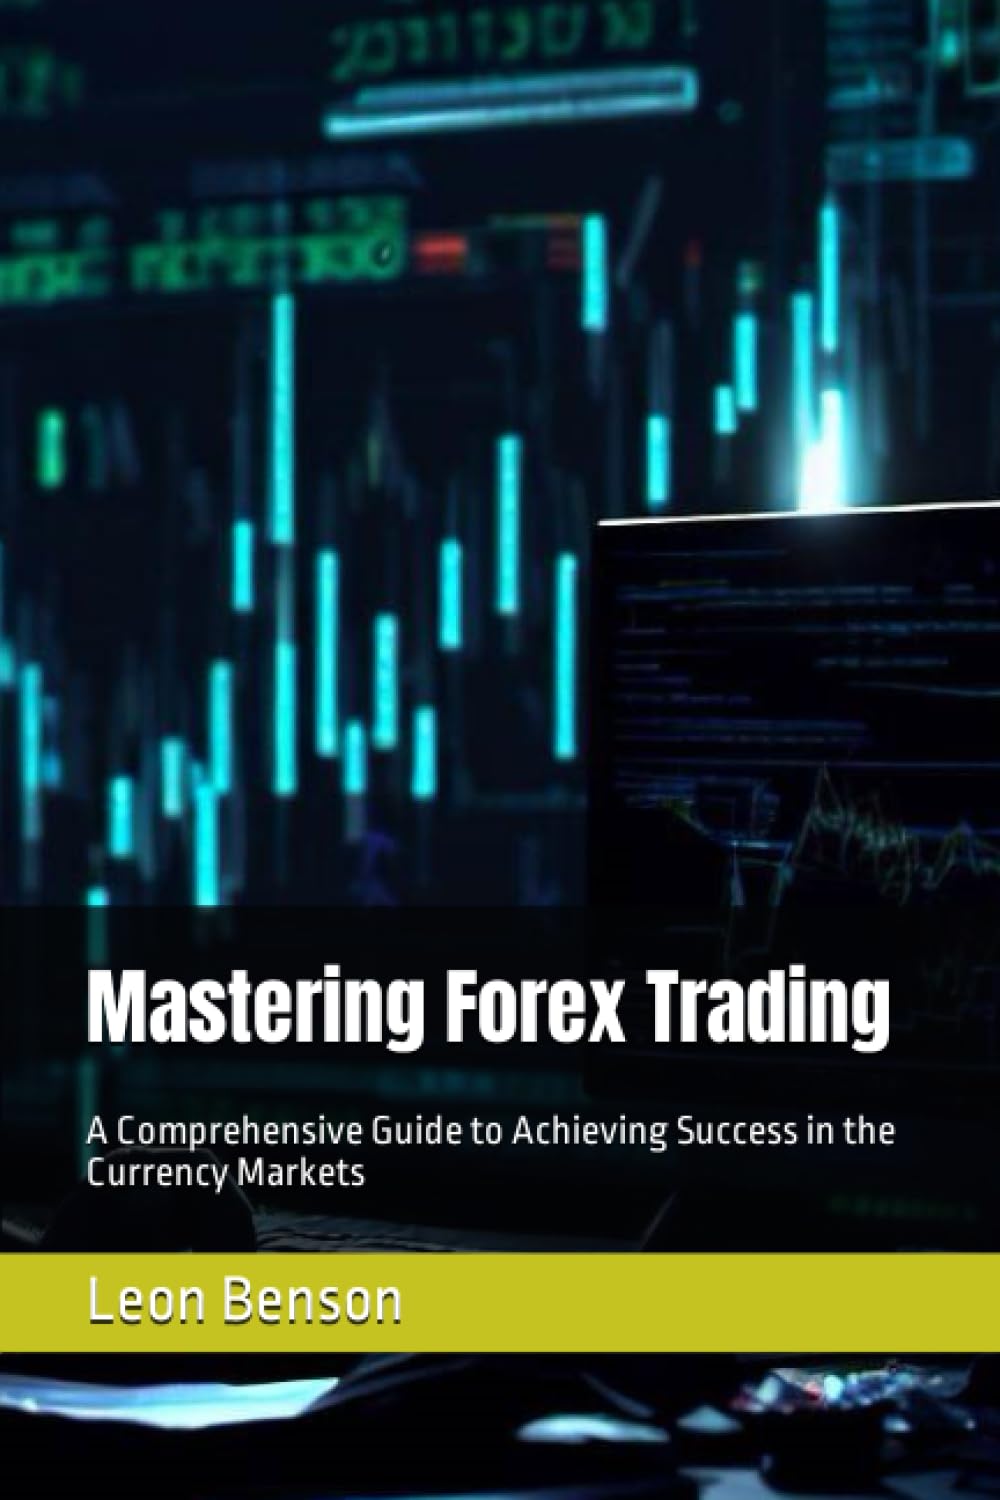 Mastering Forex Trading
A Comprehensive Guide to Achieving Success in the
Currency Markets
Leon Benson